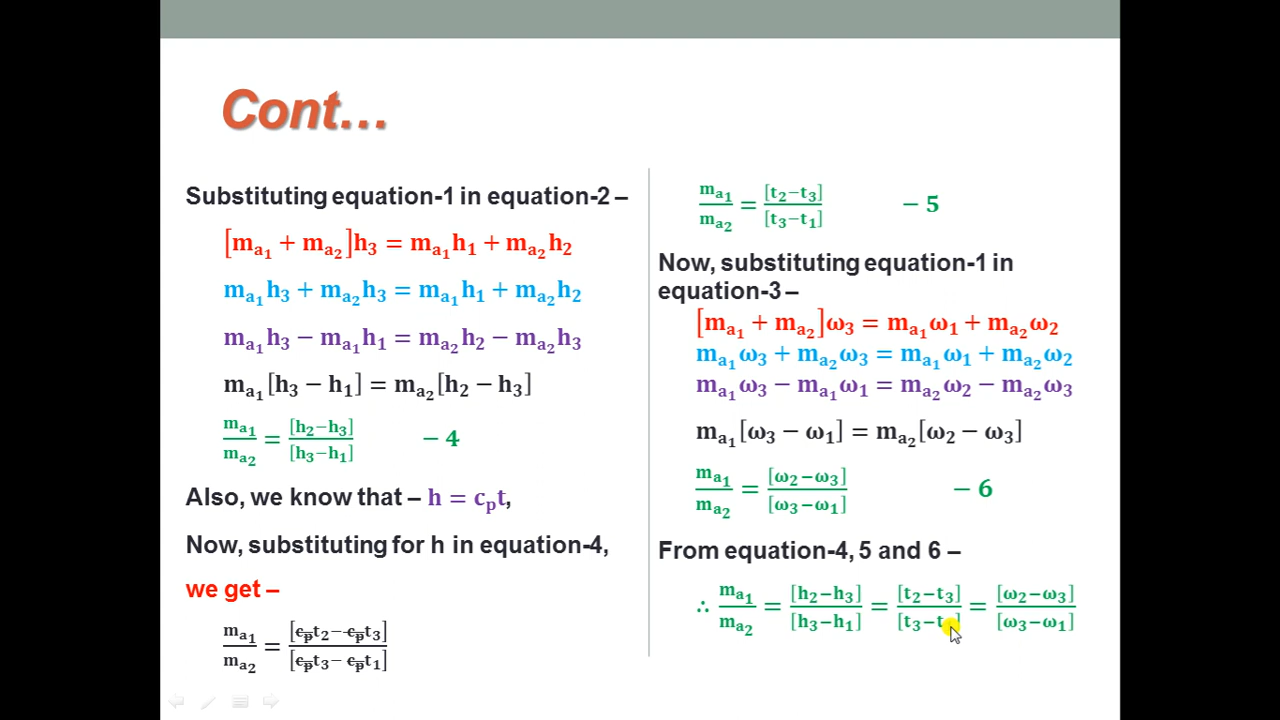 Cont…
Substituting equation-1 in equation-2 –
[mₐ₁ + mₐ₂]h₃ = mₐ₁h₁ + mₐ₂h₂
mₐ₁h₃ + mₐ₂h₃ = mₐ₁h₁ + mₐ₂h₂
mₐ₁h₃ − mₐ₁h₁ = mₐ₂h₂ − mₐ₂h₃
mₐ₁[h₃ − h₁] = mₐ₂[h₂ − h₃]
mₐ₁/mₐ₂ = [h₂−h₃]/[h₃−h₁] − 4
Also, we know that – h = cₚt,
Now, substituting for h in equation-4,
we get –
mₐ₁/mₐ₂ = [cₚt₂− cₚt₃]/[cₚt₃− cₚt₁]
mₐ₁/mₐ₂ = [t₂−t₃]/[t₃−t₁] − 5
Now, substituting equation-1 in
equation-3 –
[mₐ₁ + mₐ₂]ω₃ = mₐ₁ω₁ + mₐ₂ω₂
mₐ₁ω₃ + mₐ₂ω₃ = mₐ₁ω₁ + mₐ₂ω₂
mₐ₁ω₃ − mₐ₁ω₁ = mₐ₂ω₂ − mₐ₂ω₃
mₐ₁[ω₃ − ω₁] = mₐ₂[ω₂ − ω₃]
mₐ₁/mₐ₂ = [ω₂−ω₃]/[ω₃−ω₁] − 6
From equation-4, 5 and 6 –
∴ mₐ₁/mₐ₂ = [h₂−h₃]/[h₃−h₁] = [t₂−t₃]/[t₃−t₁] = [ω₂−ω₃]/[ω₃−ω₁]